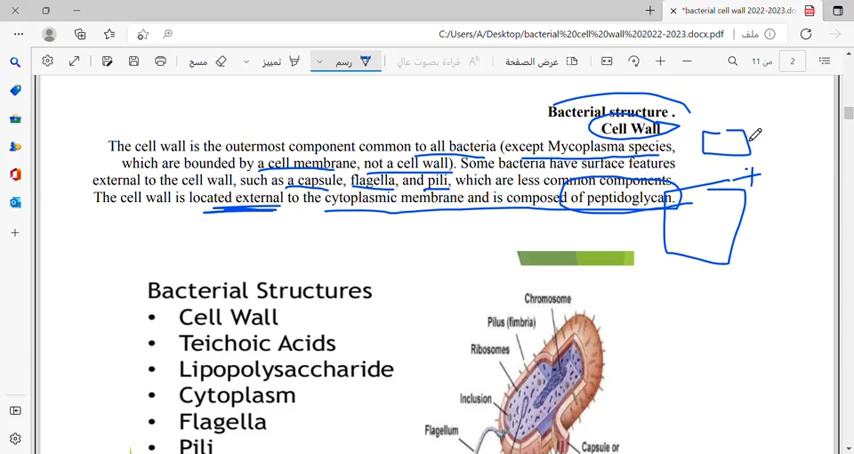 *bacterial cell wall 2022-2023.do
C:/Users/A/Desktop/bacterial%20cell%20wall%202022-2023.docx.pdf
ملف
مسح
تمييز
رسم
قراءة بصوت عالي
عرض الصفحة
2
من 11
Bacterial structure .
Cell Wall
The cell wall is the outermost component common to all bacteria (except Mycoplasma species,
which are bounded by a cell membrane, not a cell wall). Some bacteria have surface features
external to the cell wall, such as a capsule, flagella, and pili, which are less common components.
The cell wall is located external to the cytoplasmic membrane and is composed of peptidoglycan.
Bacterial Structures
• Cell Wall
• Teichoic Acids
• Lipopolysaccharide
• Cytoplasm
• Flagella
• Pili
Chromosome
Pilus (fimbria)
Ribosomes
Inclusion
Flagellum
Capsule or